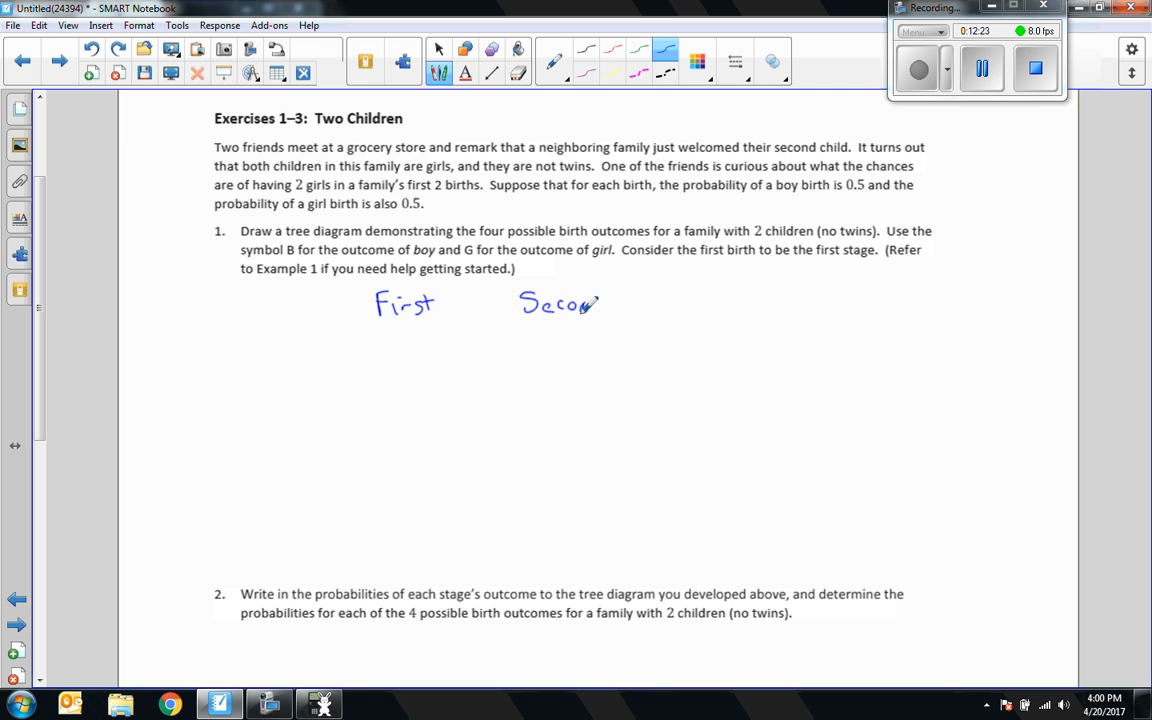 Untitled(24394) * - SMART Notebook
Recording...
File Edit View Insert Format Tools Response Add-ons Help
Menu
0:12:23
8.0 fps
Exercises 1–3: Two Children
Two friends meet at a grocery store and remark that a neighboring family just welcomed their second child. It turns out
that both children in this family are girls, and they are not twins. One of the friends is curious about what the chances
are of having 2 girls in a family's first 2 births. Suppose that for each birth, the probability of a boy birth is 0.5 and the
probability of a girl birth is also 0.5.
1. Draw a tree diagram demonstrating the four possible birth outcomes for a family with 2 children (no twins). Use the
symbol B for the outcome of boy and G for the outcome of girl. Consider the first birth to be the first stage. (Refer
to Example 1 if you need help getting started.)
First Secon
2. Write in the probabilities of each stage's outcome to the tree diagram you developed above, and determine the
probabilities for each of the 4 possible birth outcomes for a family with 2 children (no twins).
4:00 PM
4/20/2017